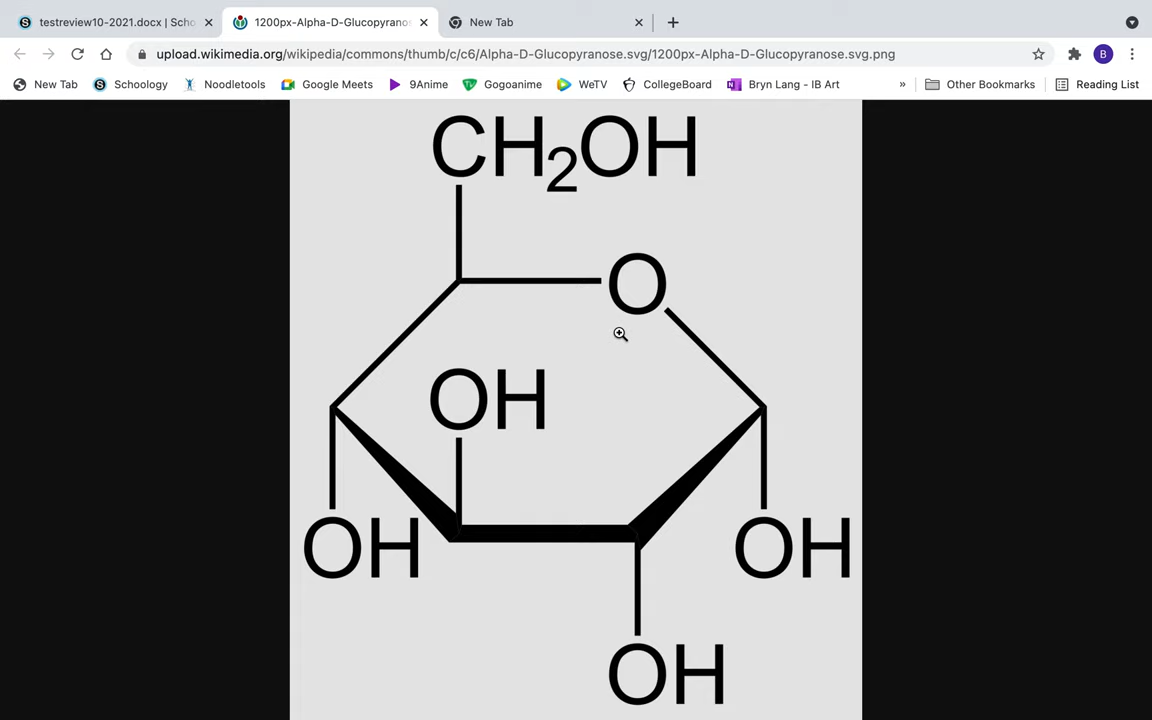 testreview10-2021.docx | Scho
1200px-Alpha-D-Glucopyranos
New Tab
upload.wikimedia.org/wikipedia/commons/thumb/c/c6/Alpha-D-Glucopyranose.svg/1200px-Alpha-D-Glucopyranose.svg.png
B
New Tab Schoology Noodletools Google Meets 9Anime Gogoanime WeTV CollegeBoard Bryn Lang - IB Art » Other Bookmarks Reading List
CH2OH
O
OH
OH OH
OH